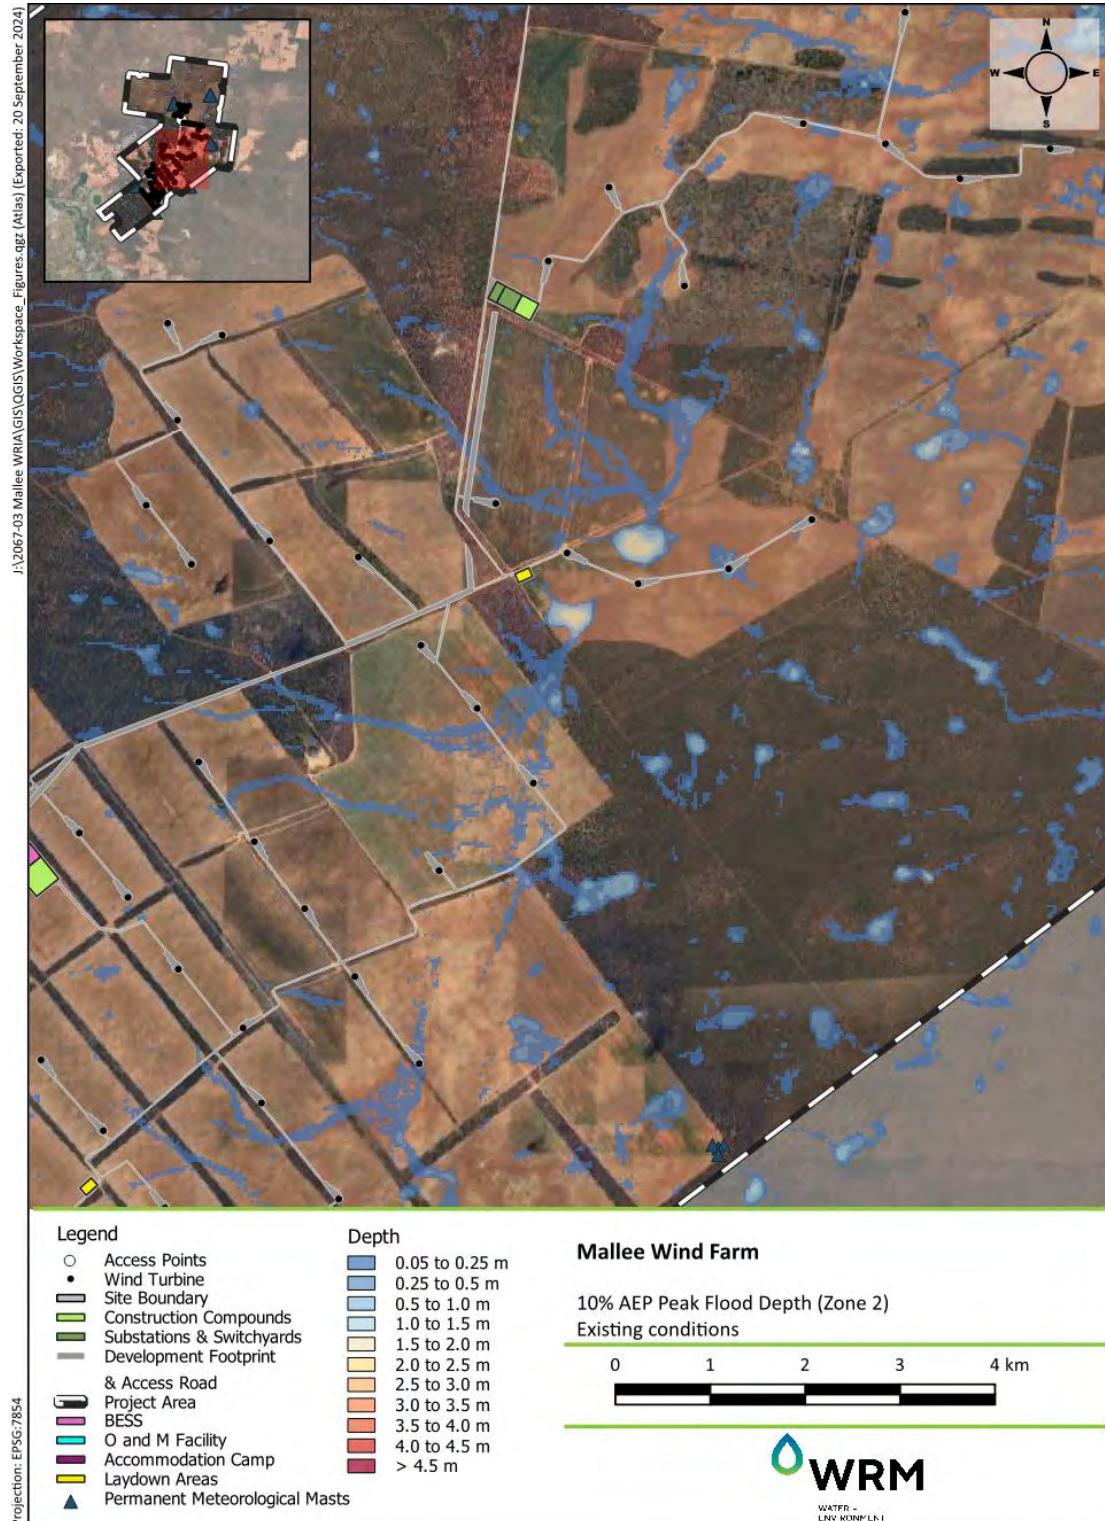 J:\2067-03 Mallee WRIA\GIS\QGIS\Workspace_Figures.qgz (Atlas) (Exported: 20 September 2024)
N
W E
S
Legend
Access Points
Wind Turbine
Site Boundary
Construction Compounds
Substations & Switchyards
Development Footprint
& Access Road
Project Area
BESS
O and M Facility
Accommodation Camp
Laydown Areas
Permanent Meteorological Masts
Depth
0.05 to 0.25 m
0.25 to 0.5 m
0.5 to 1.0 m
1.0 to 1.5 m
1.5 to 2.0 m
2.0 to 2.5 m
2.5 to 3.0 m
3.0 to 3.5 m
3.5 to 4.0 m
4.0 to 4.5 m
> 4.5 m
Mallee Wind Farm
10% AEP Peak Flood Depth (Zone 2)
Existing conditions
0 1 2 3 4 km
WRM
WATER +
ENVIRONMENT
Projection: EPSG:7854